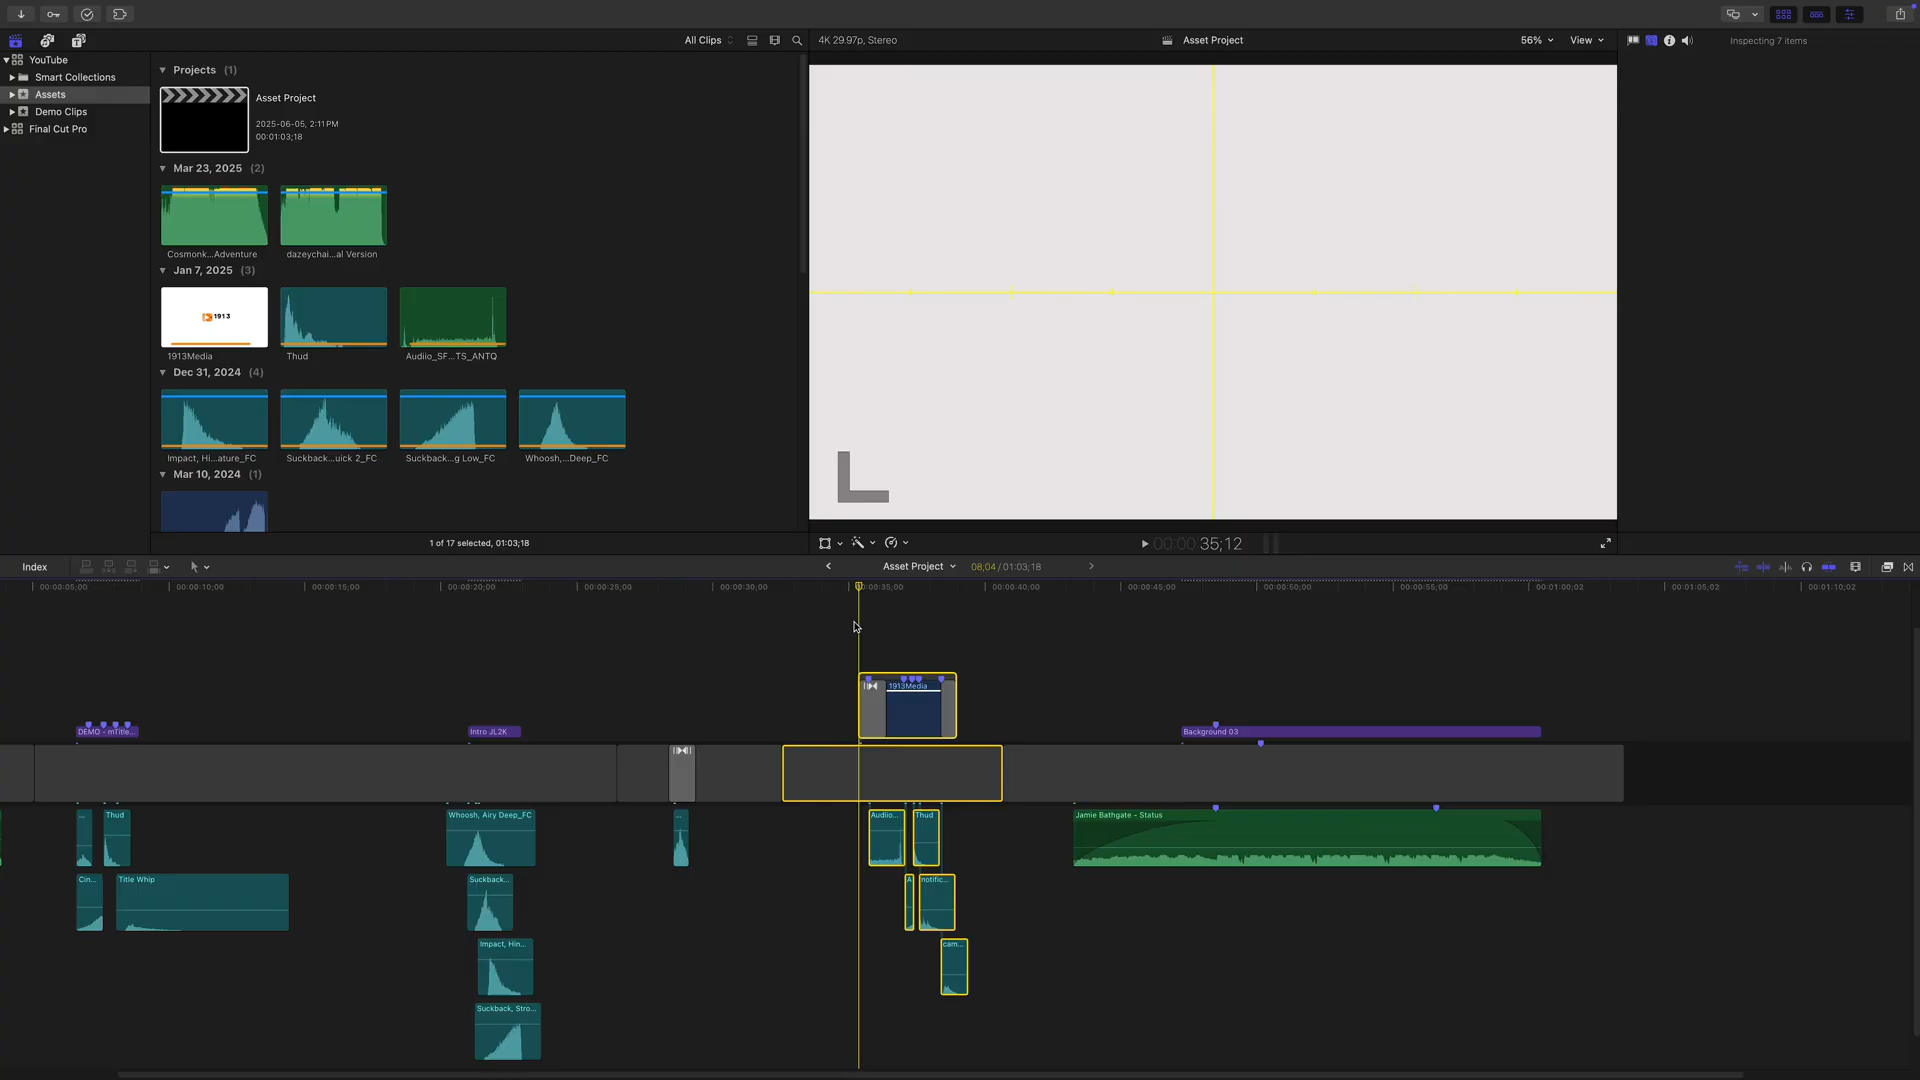 All Clips
4K 29.97p, Stereo
Asset Project
56%
View
Inspecting 7 items
YouTube
Smart Collections
Assets
Demo Clips
Final Cut Pro
Projects (1)
Asset Project
2025-06-05, 2:11 PM
00:01:03;18
Mar 23, 2025 (2)
Cosmonk...Adventure
dazeychai...al Version
Jan 7, 2025 (3)
1913
1913Media
Thud
Audiio_SF...TS_ANTQ
Dec 31, 2024 (4)
Impact, Hi...ature_FC
Suckback...uick 2_FC
Suckback...g Low_FC
Whoosh,...Deep_FC
Mar 10, 2024 (1)
1 of 17 selected, 01:03;18
00:00 35;12
Index
Asset Project
08;04 / 01:03;18
00:00:05;00
00:00:10;00
00:00:15;00
00:00:20;00
00:00:25;00
00:00:30;00
00:00:35;00
00:00:40;00
00:00:45;00
00:00:50;00
00:00:55;00
00:01:00;02
00:01:05;02
00:01:10;02
1913Media
DEMO - mTitle...
Intro JL2K
Background 03
...
Thud
Whoosh, Airy Deep_FC
...
Audiio...
Thud
Jamie Bathgate - Status
Cin...
Title Whip
Suckback...
A
notific...
Impact, Hin...
cam...
Suckback, Stro...